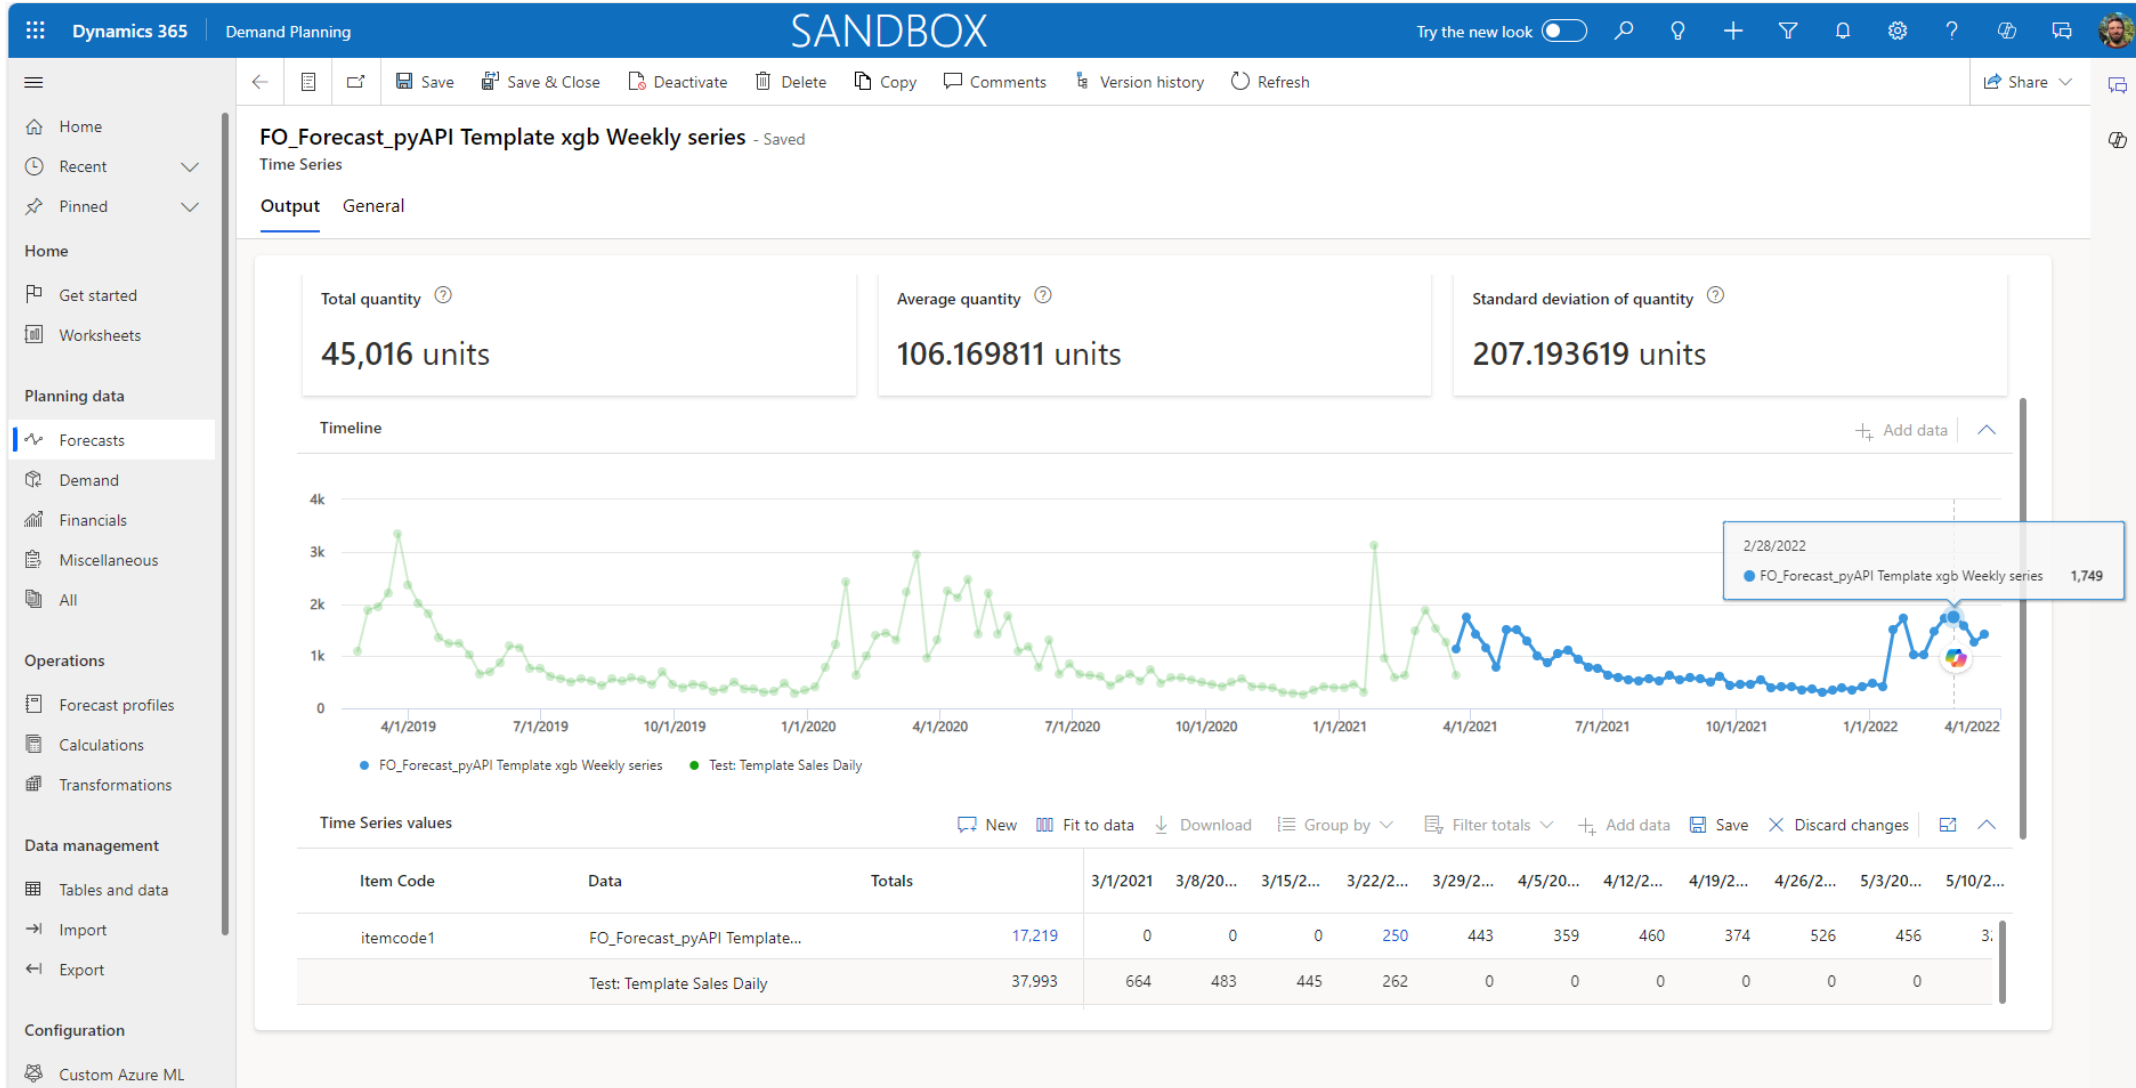 Dynamics 365 Demand Planning SANDBOX Try the new look
Save Save & Close Deactivate Delete Copy Comments Version history Refresh Share
Home
Recent
Pinned
Home
Get started
Worksheets
Planning data
Forecasts
Demand
Financials
Miscellaneous
All
Operations
Forecast profiles
Calculations
Transformations
Data management
Tables and data
Import
Export
Configuration
Custom Azure ML
FO_Forecast_pyAPI Template xgb Weekly series - Saved
Time Series
Output General
Total quantity
45,016 units
Average quantity
106.169811 units
Standard deviation of quantity
207.193619 units
Timeline Add data
4k
3k
2k
1k
0
2/28/2022
FO_Forecast_pyAPI Template xgb Weekly series 1,749
4/1/2019 7/1/2019 10/1/2019 1/1/2020 4/1/2020 7/1/2020 10/1/2020 1/1/2021 4/1/2021 7/1/2021 10/1/2021 1/1/2022 4/1/2022
FO_Forecast_pyAPI Template xgb Weekly series Test: Template Sales Daily
Time Series values New Fit to data Download Group by Filter totals Add data Save Discard changes
Item Code Data Totals 3/1/2021 3/8/20... 3/15/2... 3/22/2... 3/29/2... 4/5/20... 4/12/2... 4/19/2... 4/26/2... 5/3/20... 5/10/2...
itemcode1 FO_Forecast_pyAPI Template... 17,219 0 0 0 250 443 359 460 374 526 456
Test: Template Sales Daily 37,993 664 483 445 262 0 0 0 0 0 0